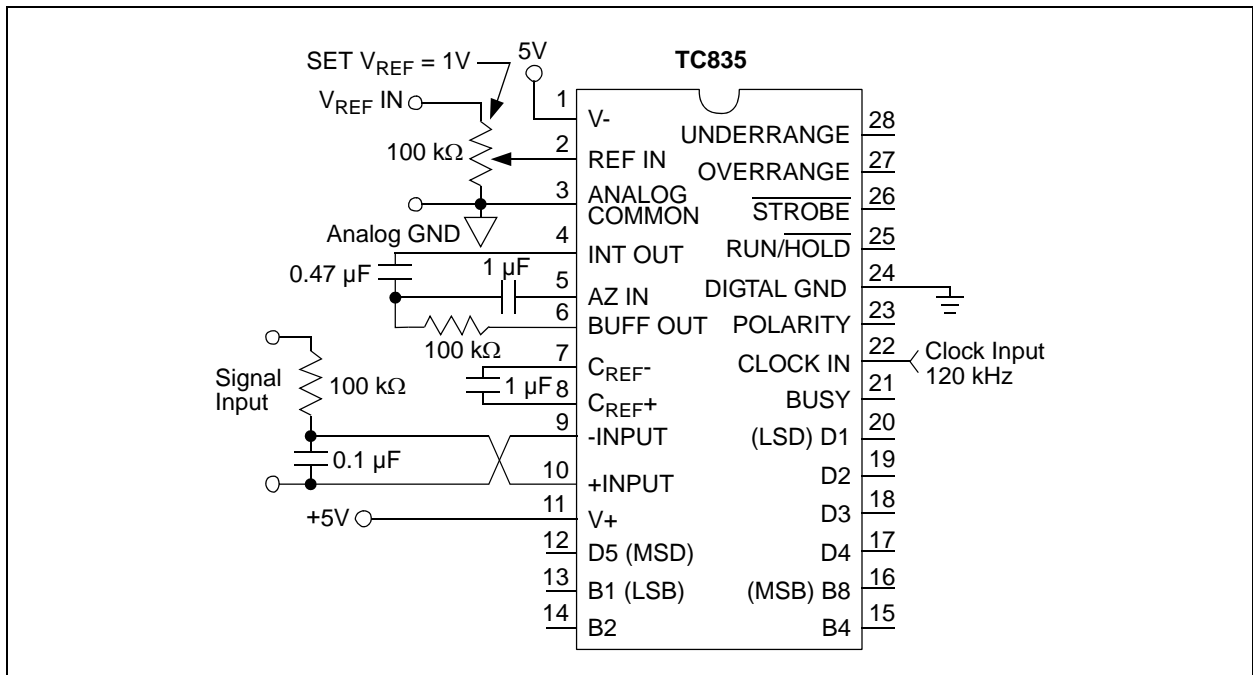 TC835
SET VREF = 1V
5V
VREF IN
100 kΩ
Analog GND
0.47 µF
1 µF
100 kΩ
Signal
Input
100 kΩ
1 µF
0.1 µF
+5V
1
V-
2
REF IN
3
ANALOG
COMMON
4
INT OUT
5
AZ IN
6
BUFF OUT
7
CREF-
8
CREF+
9
-INPUT
10
+INPUT
11
V+
12
D5 (MSD)
13
B1 (LSB)
14
B2
UNDERRANGE
28
OVERRANGE
27
STROBE
26
RUN/HOLD
25
DIGTAL GND
24
POLARITY
23
CLOCK IN
22
Clock Input
120 kHz
BUSY
21
(LSD) D1
20
D2
19
D3
18
D4
17
(MSB) B8
16
B4
15